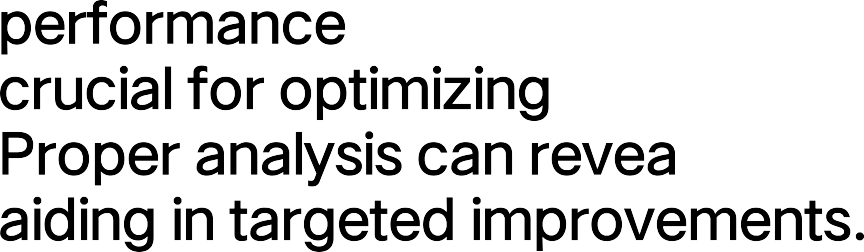 performance
crucial for optimizing
Proper analysis can revea
aiding in targeted improvements.